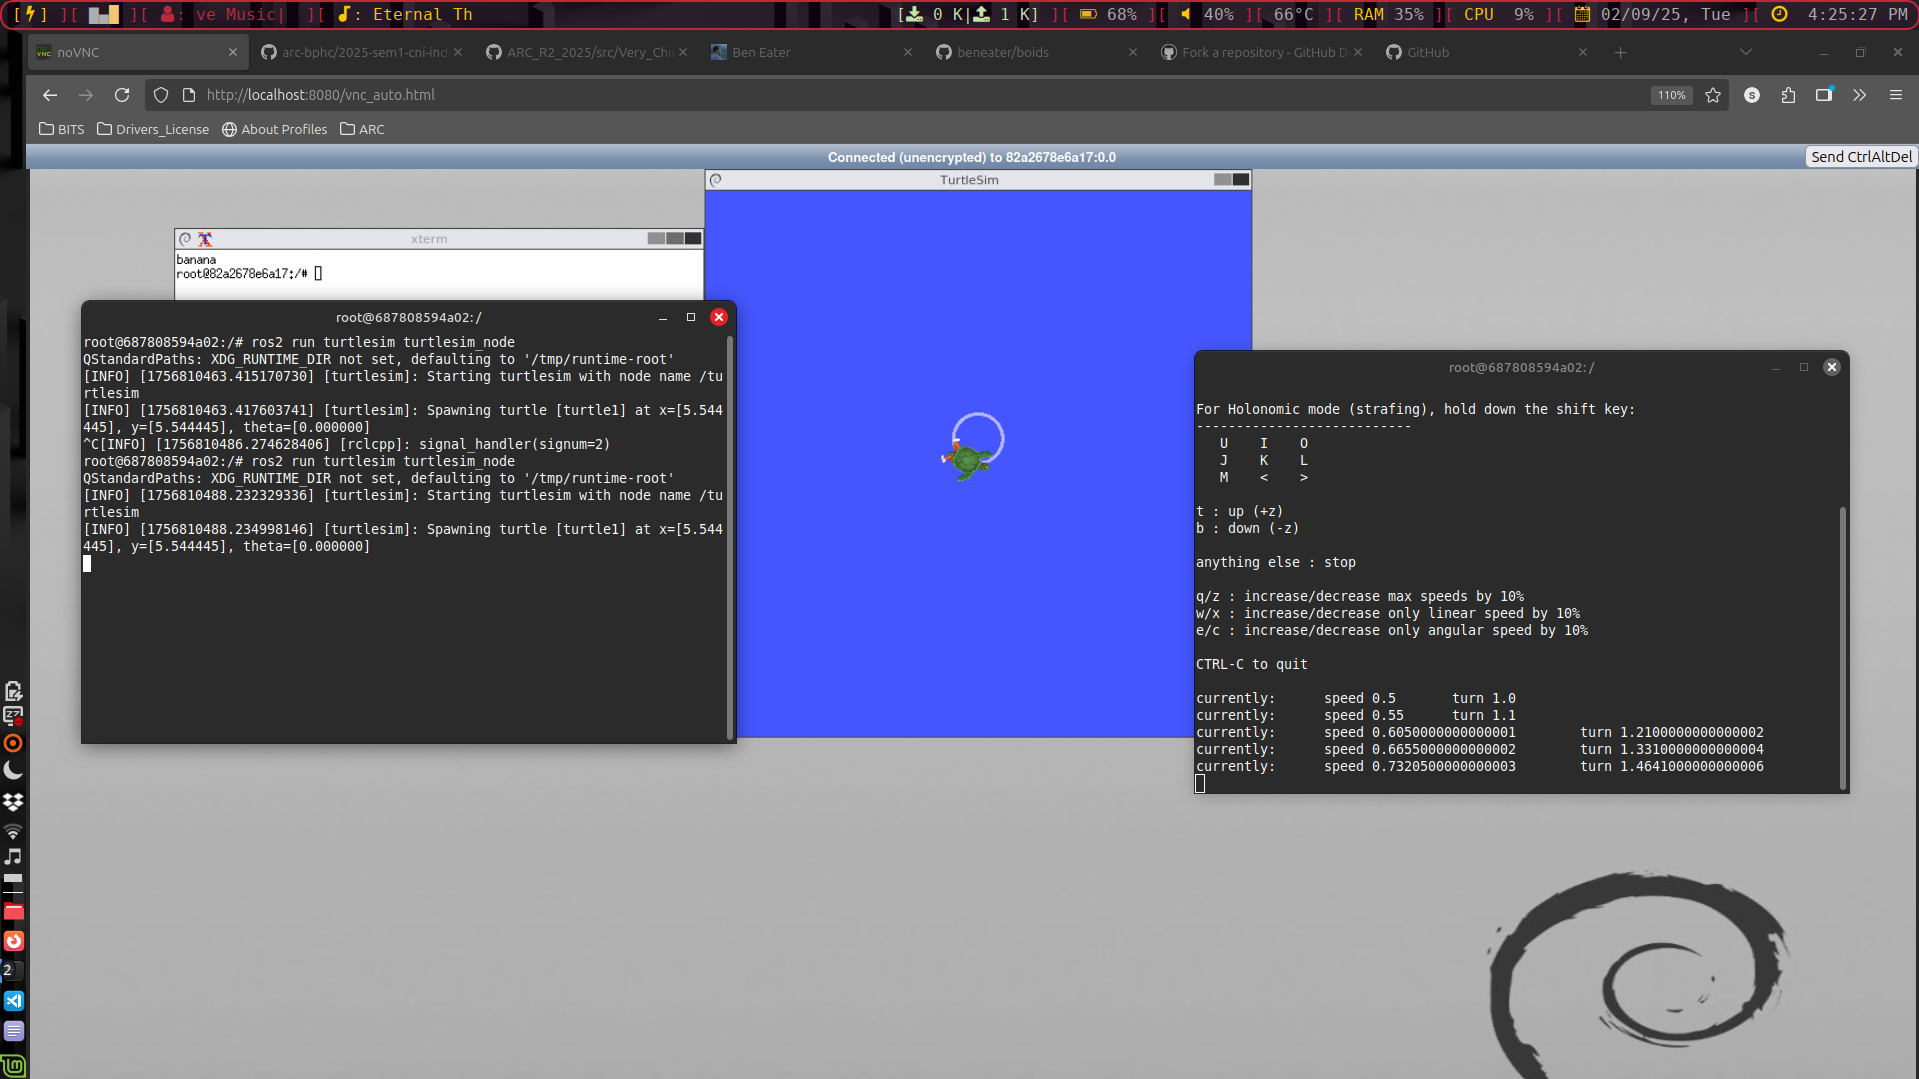 [⚡] ][ ][ ve Music| ][ : Eternal Th
[ 0 K| 1 K] ][ 68% ][ 40% ][ 66°C ][ RAM 35% ][ CPU 9% ][ 02/09/25, Tue ][ 4:25:27 PM
noVNC
arc-bphc/2025-sem1-cni-ind
ARC_R2_2025/src/Very_Chi
Ben Eater
beneater/boids
Fork a repository - GitHub D
GitHub
http://localhost:8080/vnc_auto.html
110%
S
BITS
Drivers_License
About Profiles
ARC
Connected (unencrypted) to 82a2678e6a17:0.0
Send CtrlAltDel
TurtleSim
xterm
banana
root@82a2678e6a17:/#
root@687808594a02: /
root@687808594a02:/# ros2 run turtlesim turtlesim_node
QStandardPaths: XDG_RUNTIME_DIR not set, defaulting to '/tmp/runtime-root'
[INFO] [1756810463.415170730] [turtlesim]: Starting turtlesim with node name /tu
rtlesim
[INFO] [1756810463.417603741] [turtlesim]: Spawning turtle [turtle1] at x=[5.544
445], y=[5.544445], theta=[0.000000]
^C[INFO] [1756810486.274628406] [rclcpp]: signal_handler(signum=2)
root@687808594a02:/# ros2 run turtlesim turtlesim_node
QStandardPaths: XDG_RUNTIME_DIR not set, defaulting to '/tmp/runtime-root'
[INFO] [1756810488.232329336] [turtlesim]: Starting turtlesim with node name /tu
rtlesim
[INFO] [1756810488.234998146] [turtlesim]: Spawning turtle [turtle1] at x=[5.544
445], y=[5.544445], theta=[0.000000]
root@687808594a02: /
For Holonomic mode (strafing), hold down the shift key:
---------------------------
U I O
J K L
M < >
t : up (+z)
b : down (-z)
anything else : stop
q/z : increase/decrease max speeds by 10%
w/x : increase/decrease only linear speed by 10%
e/c : increase/decrease only angular speed by 10%
CTRL-C to quit
currently: speed 0.5 turn 1.0
currently: speed 0.55 turn 1.1
currently: speed 0.6050000000000001 turn 1.2100000000000002
currently: speed 0.6655000000000002 turn 1.3310000000000004
currently: speed 0.7320500000000003 turn 1.4641000000000006
zz
2